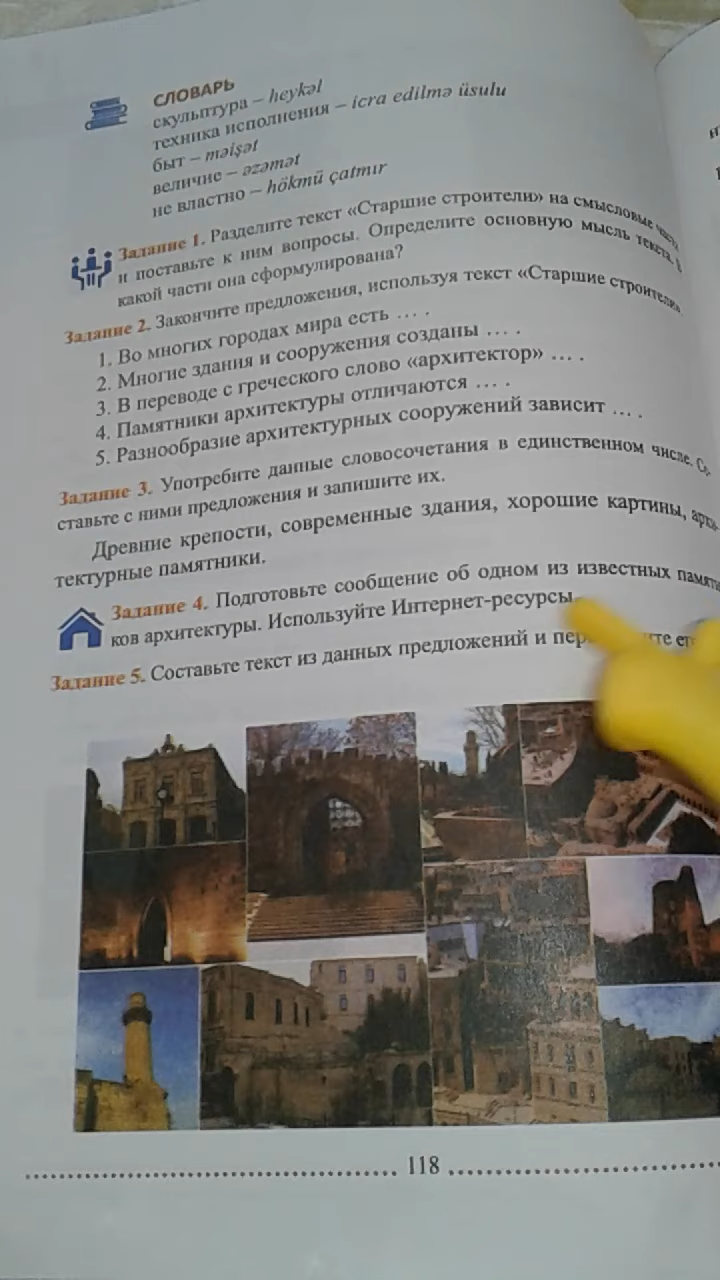 СЛОВАРЬ
скульптура – heykəl
техника исполнения – icra edilmə üsulu
быт – məişət
величие – əzəmət
не властно – hökmü çatmır
Задание 1. Разделите текст «Старшие строители» на смысловые части
и поставьте к ним вопросы. Определите основную мысль текста. В
какой части она сформулирована?
Задание 2. Закончите предложения, используя текст «Старшие строители».
1. Во многих городах мира есть ... .
2. Многие здания и сооружения созданы ... .
3. В переводе с греческого слово «архитектор» ... .
4. Памятники архитектуры отличаются ... .
5. Разнообразие архитектурных сооружений зависит ... .
Задание 3. Употребите данные словосочетания в единственном числе. Со-
ставьте с ними предложения и запишите их.
Древние крепости, современные здания, хорошие картины, архи-
тектурные памятники.
Задание 4. Подготовьте сообщение об одном из известных памятни-
ков архитектуры. Используйте Интернет-ресурсы.
Задание 5. Составьте текст из данных предложений и
118